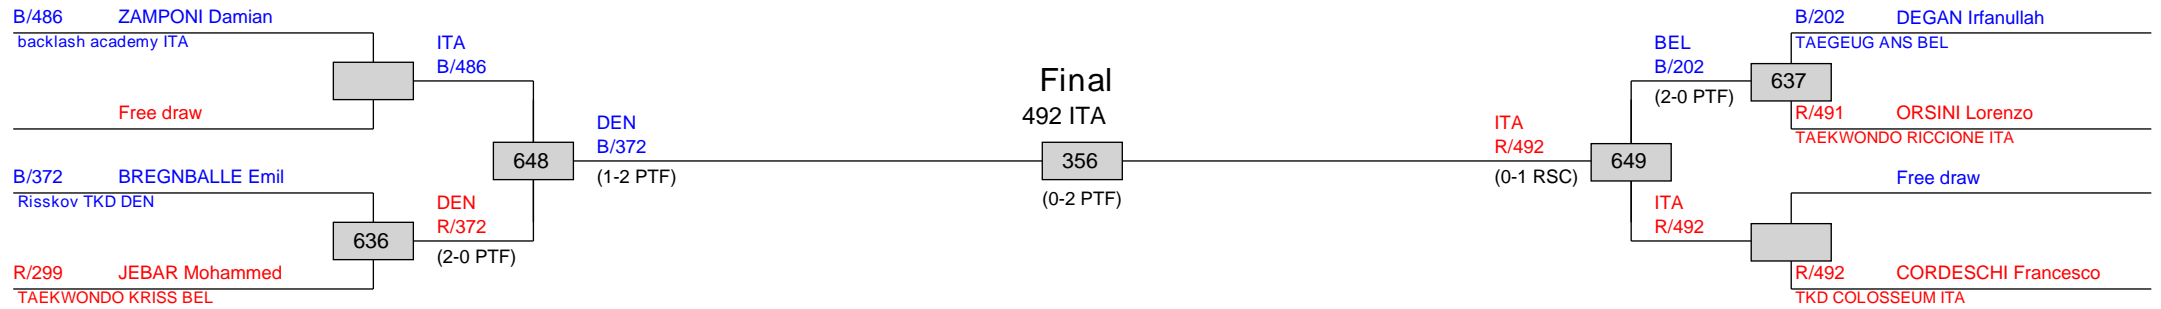 B/486 ZAMPONI Damian
backlash academy ITA
Free draw
ITA
B/486
B/372 BREGNBALLE Emil
Risskov TKD DEN
636
R/299 JEBAR Mohammed
TAEKWONDO KRISS BEL
DEN
R/372
(2-0 PTF)
648
DEN
B/372
(1-2 PTF)
Final
492 ITA
356
(0-2 PTF)
ITA
R/492
(0-1 RSC)
649
BEL
B/202
(2-0 PTF)
ITA
R/492
B/202 DEGAN Irfanullah
TAEGEUG ANS BEL
637
R/491 ORSINI Lorenzo
TAEKWONDO RICCIONE ITA
Free draw
R/492 CORDESCHI Francesco
TKD COLOSSEUM ITA